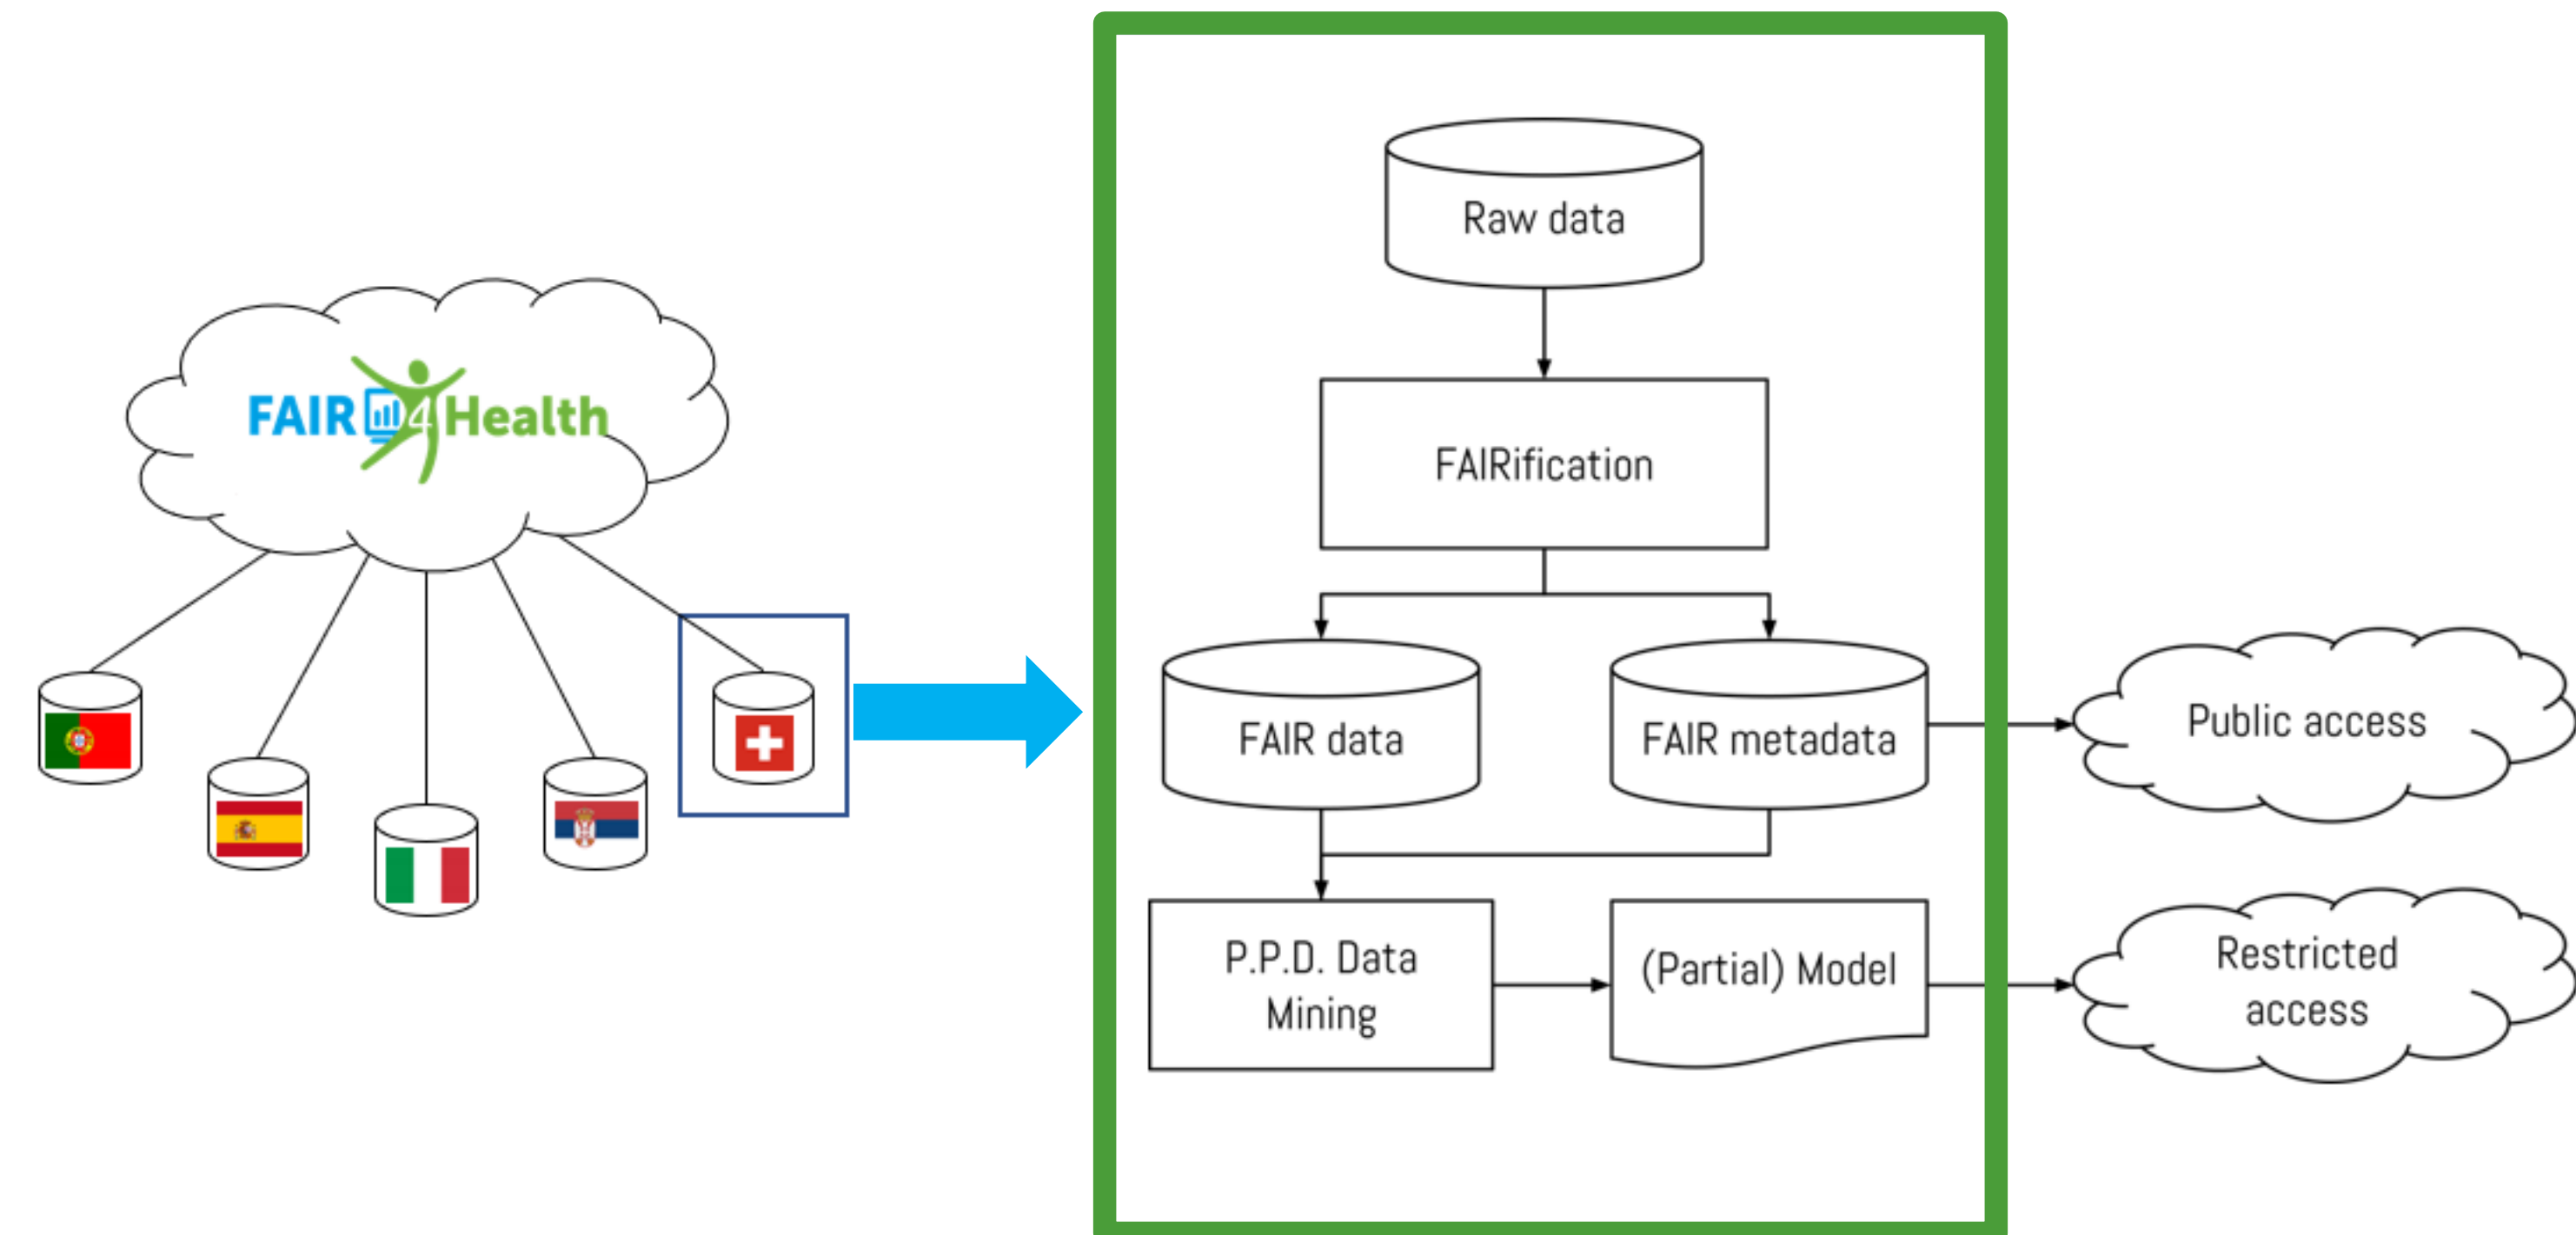 FAIR4Health
Raw data
FAIRification
FAIR data
FAIR metadata
Public access
P.P.D. Data
Mining
(Partial) Model
Restricted
access